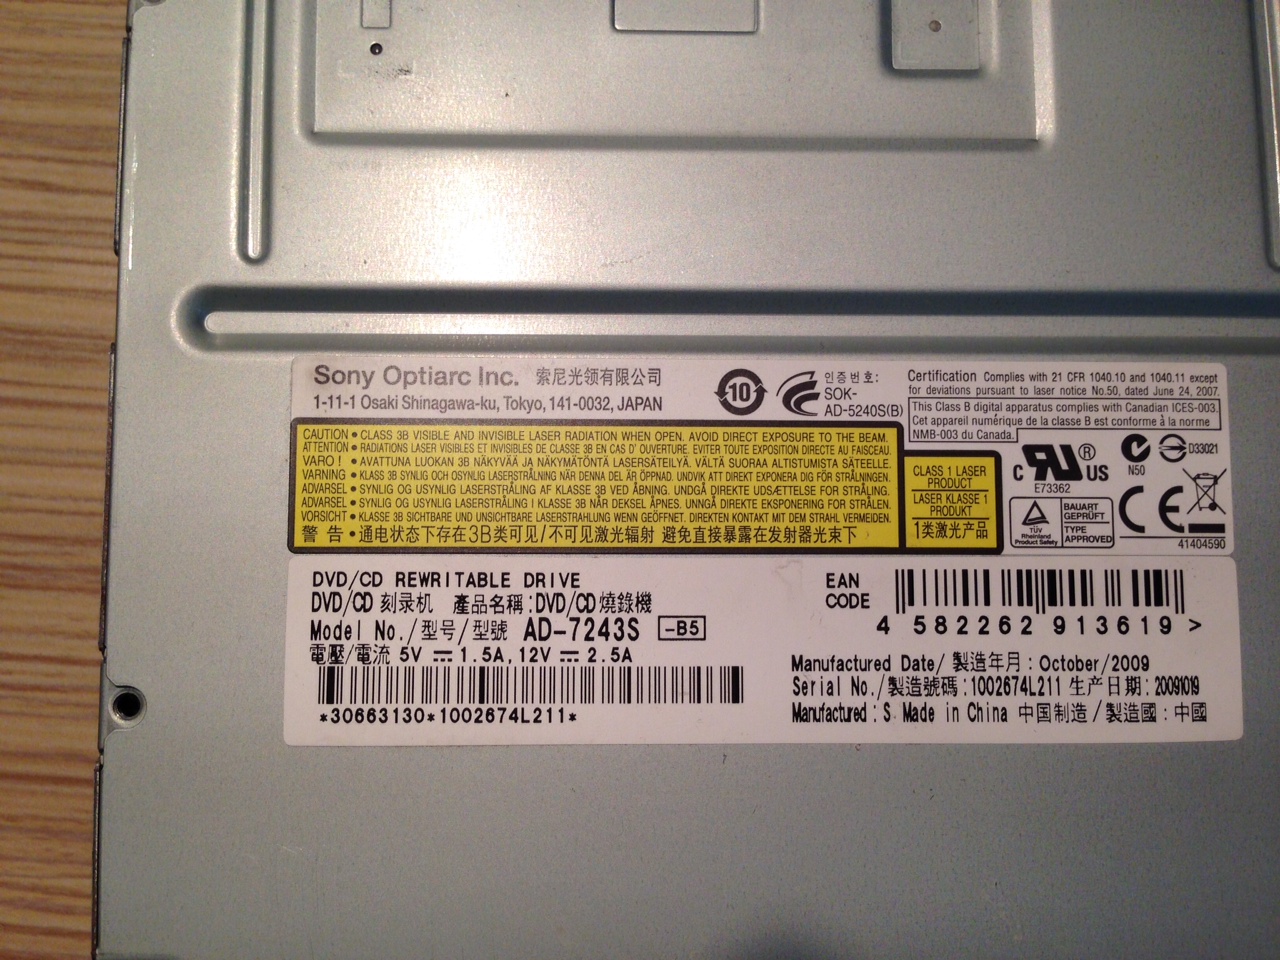 Sony Optiarc Inc. 索尼光领有限公司
1-11-1 Osaki Shinagawa-ku, Tokyo, 141-0032, JAPAN
10
인증번호:
SOK-
AD-5240S(B)
Certification Complies with 21 CFR 1040.10 and 1040.11 except
for deviations pursuant to laser notice No.50, dated June 24, 2007.
This Class B digital apparatus complies with Canadian ICES-003.
Cet appareil numérique de la classe B est conforme à la norme
NMB-003 du Canada.
CAUTION • CLASS 3B VISIBLE AND INVISIBLE LASER RADIATION WHEN OPEN. AVOID DIRECT EXPOSURE TO THE BEAM.
ATTENTION • RADIATIONS LASER VISIBLES ET INVISIBLES DE CLASSE 3B EN CAS D' OUVERTURE. EVITER TOUTE EXPOSITION DIRECTE AU FAISCEAU.
VARO! • AVATTUNA LUOKAN 3B NÄKYVÄÄ JA NÄKYMÄTÖNTÄ LASERSÄTEILYÄ. VÄLTÄ SUORAA ALTISTUMISTA SÄTEELLE.
VARNING • KLASS 3B SYNLIG OCH OSYNLIG LASERSTRÅLNING NÄR DENNA DEL ÄR ÖPPNAD. UNDVIK ATT DIREKT EXPONERA DIG FÖR STRÅLNINGEN.
ADVARSEL • SYNLIG OG USYNLIG LASERSTRÅLING AF KLASSE 3B VED ÅBNING. UNDGÅ DIREKTE UDSÆTTELSE FOR STRÅLING.
ADVARSEL • SYNLIG OG USYNLIG LASERSTRÅLING I KLASSE 3B NÅR DEKSEL ÅPNES. UNNGÅ DIREKTE EKSPONERING FOR STRÅLEN.
VORSICHT • KLASSE 3B SICHTBARE UND UNSICHTBARE LASERSTRAHLUNG WENN GEÖFFNET. DIREKTEN KONTAKT MIT DEM STRAHL VERMEIDEN.
警告 • 通电状态下存在3B类可见/不可见激光辐射 避免直接暴露在发射器光束下
CLASS 1 LASER
PRODUCT
LASER KLASSE 1
PRODUKT
1类激光产品
C RU ® US
E73362
N50
D33021
TÜV
Rheinland
Product Safety
BAUART
GEPRÜFT
TYPE
APPROVED
CE
41404590
DVD/CD REWRITABLE DRIVE
DVD/CD 刻录机 產品名稱:DVD/CD燒錄機
Model No./型号/型號 AD-7243S -B5
電壓/電流 5V ⎓ 1.5A, 12V ⎓ 2.5A
*30663130*1002674L211*
EAN
CODE
4 582262 913619 >
Manufactured Date/ 製造年月: October/2009
Serial No./製造號碼:1002674L211 生产日期: 20091019
Manufactured: S Made in China 中国制造/製造國: 中國